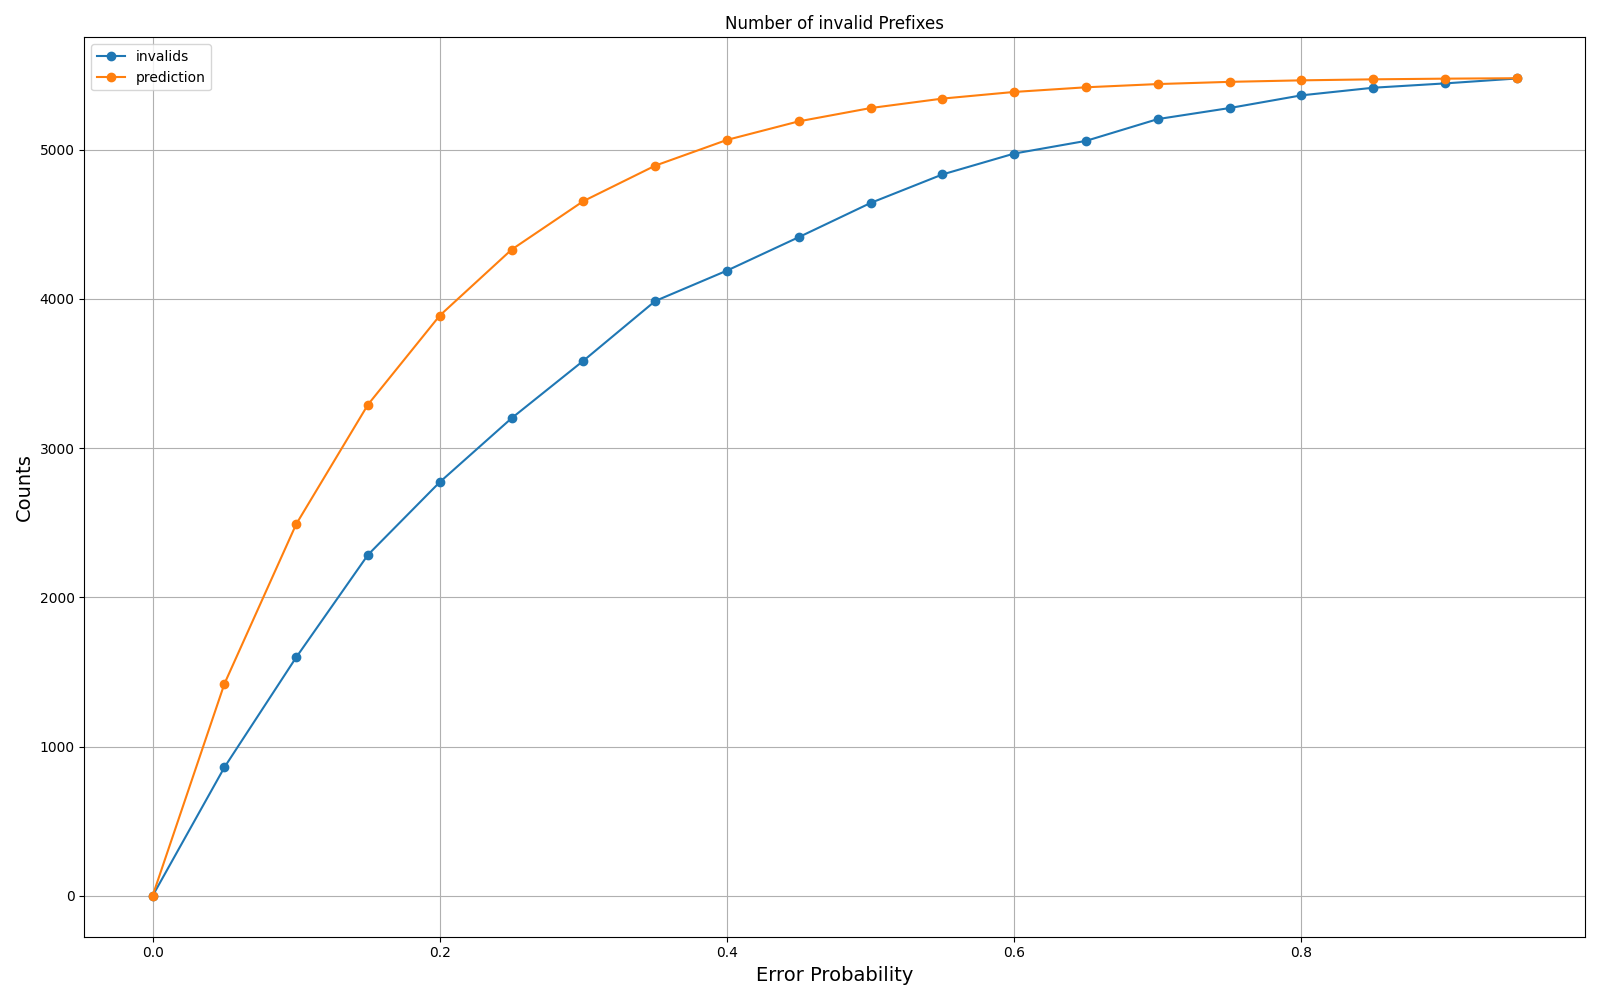 Number of invalid Prefixes
invalids
prediction
Counts
5000
4000
3000
2000
1000
0
0.0
0.2
0.4
0.6
0.8
Error Probability